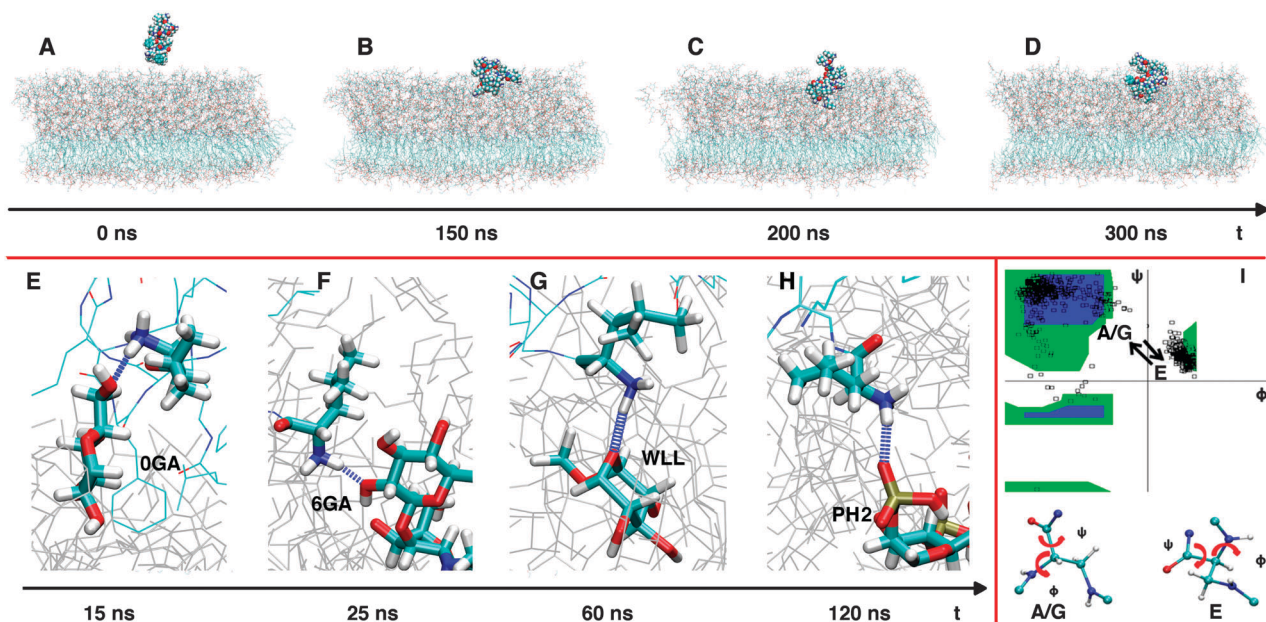 A B C D
0 ns 150 ns 200 ns 300 ns t
E F G H I
ψ
A/G
E
ϕ
0GA
6GA
WLL
PH2
ψ ψ
ϕ ϕ
A/G E
15 ns 25 ns 60 ns 120 ns t